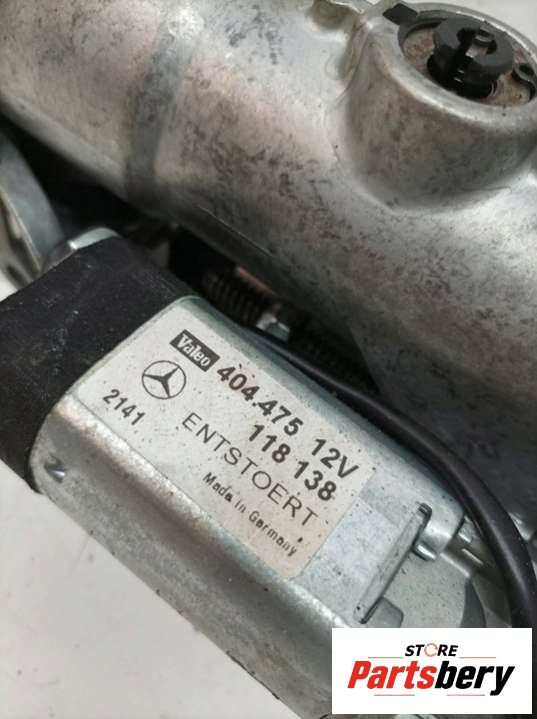 Valeo 404.475 12V
118 138
2141 ENTSTOERT
Made in Germany
STORE
Partsbery